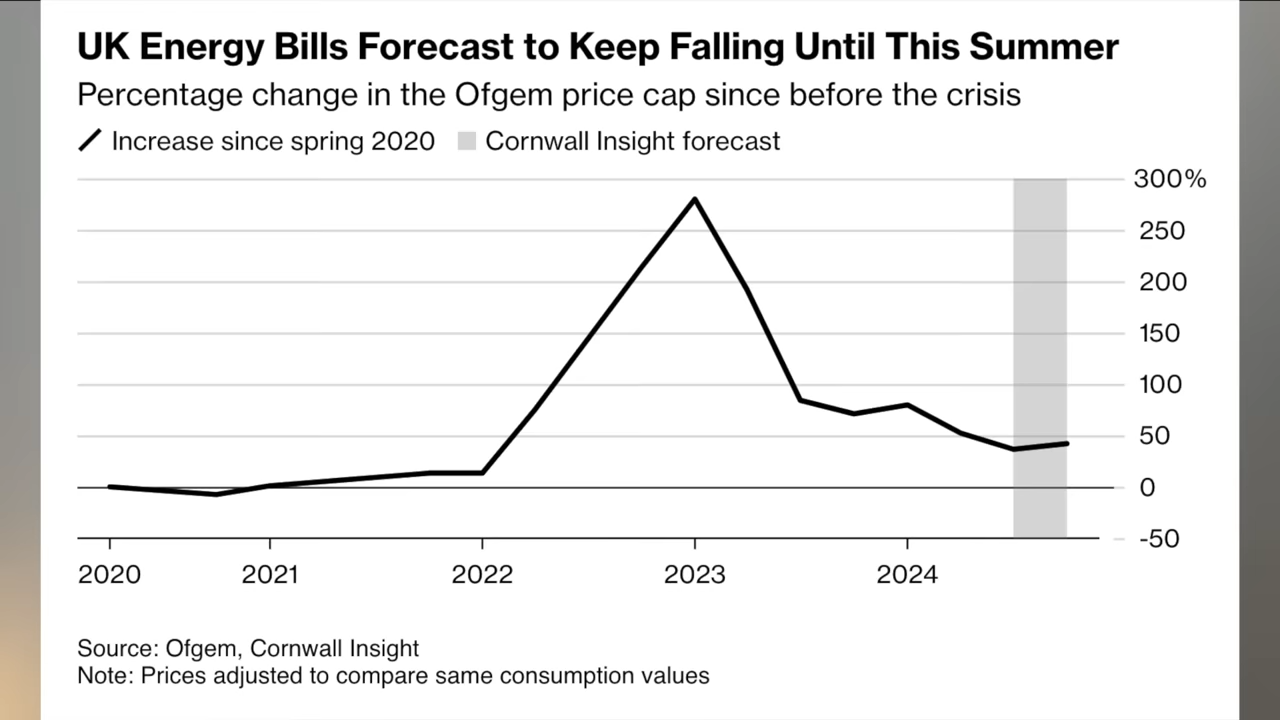 UK Energy Bills Forecast to Keep Falling Until This Summer
Percentage change in the Ofgem price cap since before the crisis
Increase since spring 2020 Cornwall Insight forecast
300%
250
200
150
100
50
0
-50
2020 2021 2022 2023 2024
Source: Ofgem, Cornwall Insight
Note: Prices adjusted to compare same consumption values